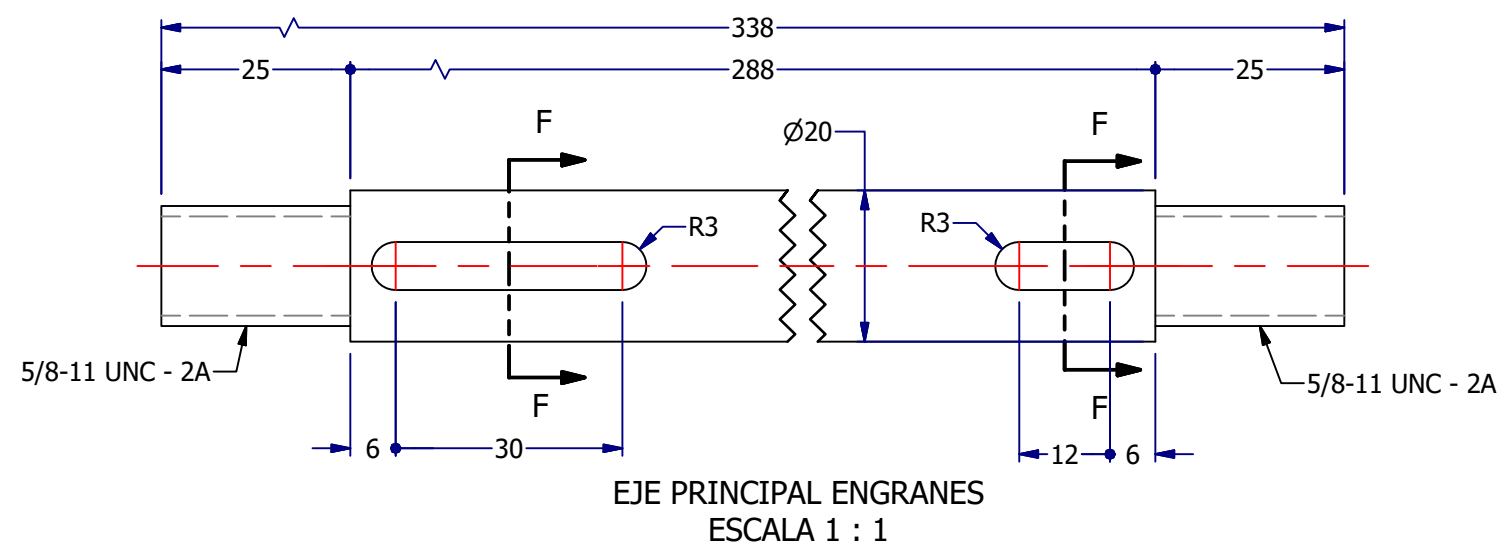 338
25 288 25
F Ø20 F
R3 R3
5/8-11 UNC - 2A 5/8-11 UNC - 2A
F F
6 30 12 6
EJE PRINCIPAL ENGRANES
ESCALA 1 : 1